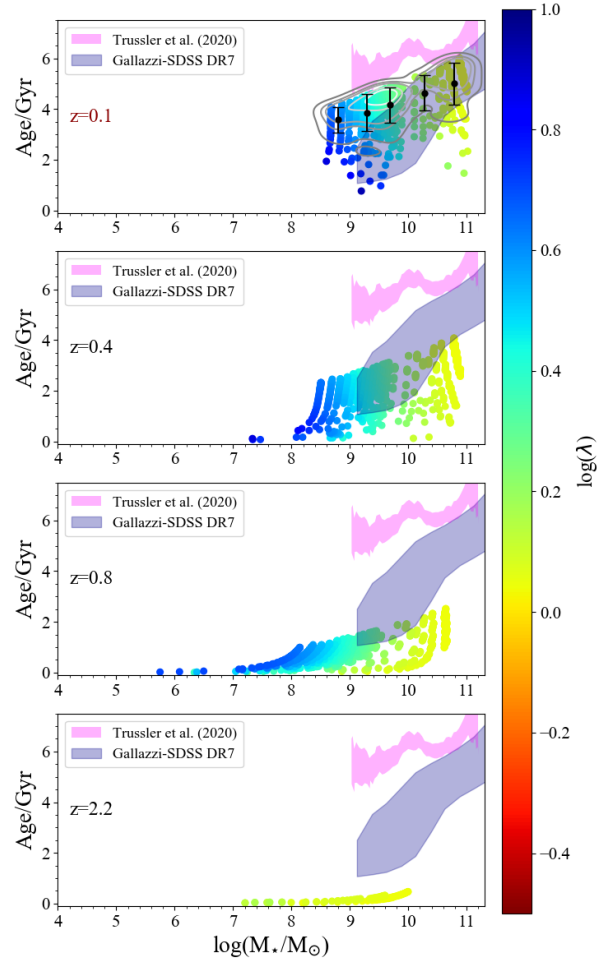 Trussler et al. (2020)
Gallazzi-SDSS DR7
z=0.1
Age/Gyr
6
4
2
0
4 5 6 7 8 9 10 11
Trussler et al. (2020)
Gallazzi-SDSS DR7
z=0.4
Age/Gyr
6
4
2
0
4 5 6 7 8 9 10 11
Trussler et al. (2020)
Gallazzi-SDSS DR7
z=0.8
Age/Gyr
6
4
2
0
4 5 6 7 8 9 10 11
Trussler et al. (2020)
Gallazzi-SDSS DR7
z=2.2
Age/Gyr
6
4
2
0
4 5 6 7 8 9 10 11
log(M⋆/M⊙)
1.0
0.8
0.6
0.4
0.2
0.0
−0.2
−0.4
log(λ)